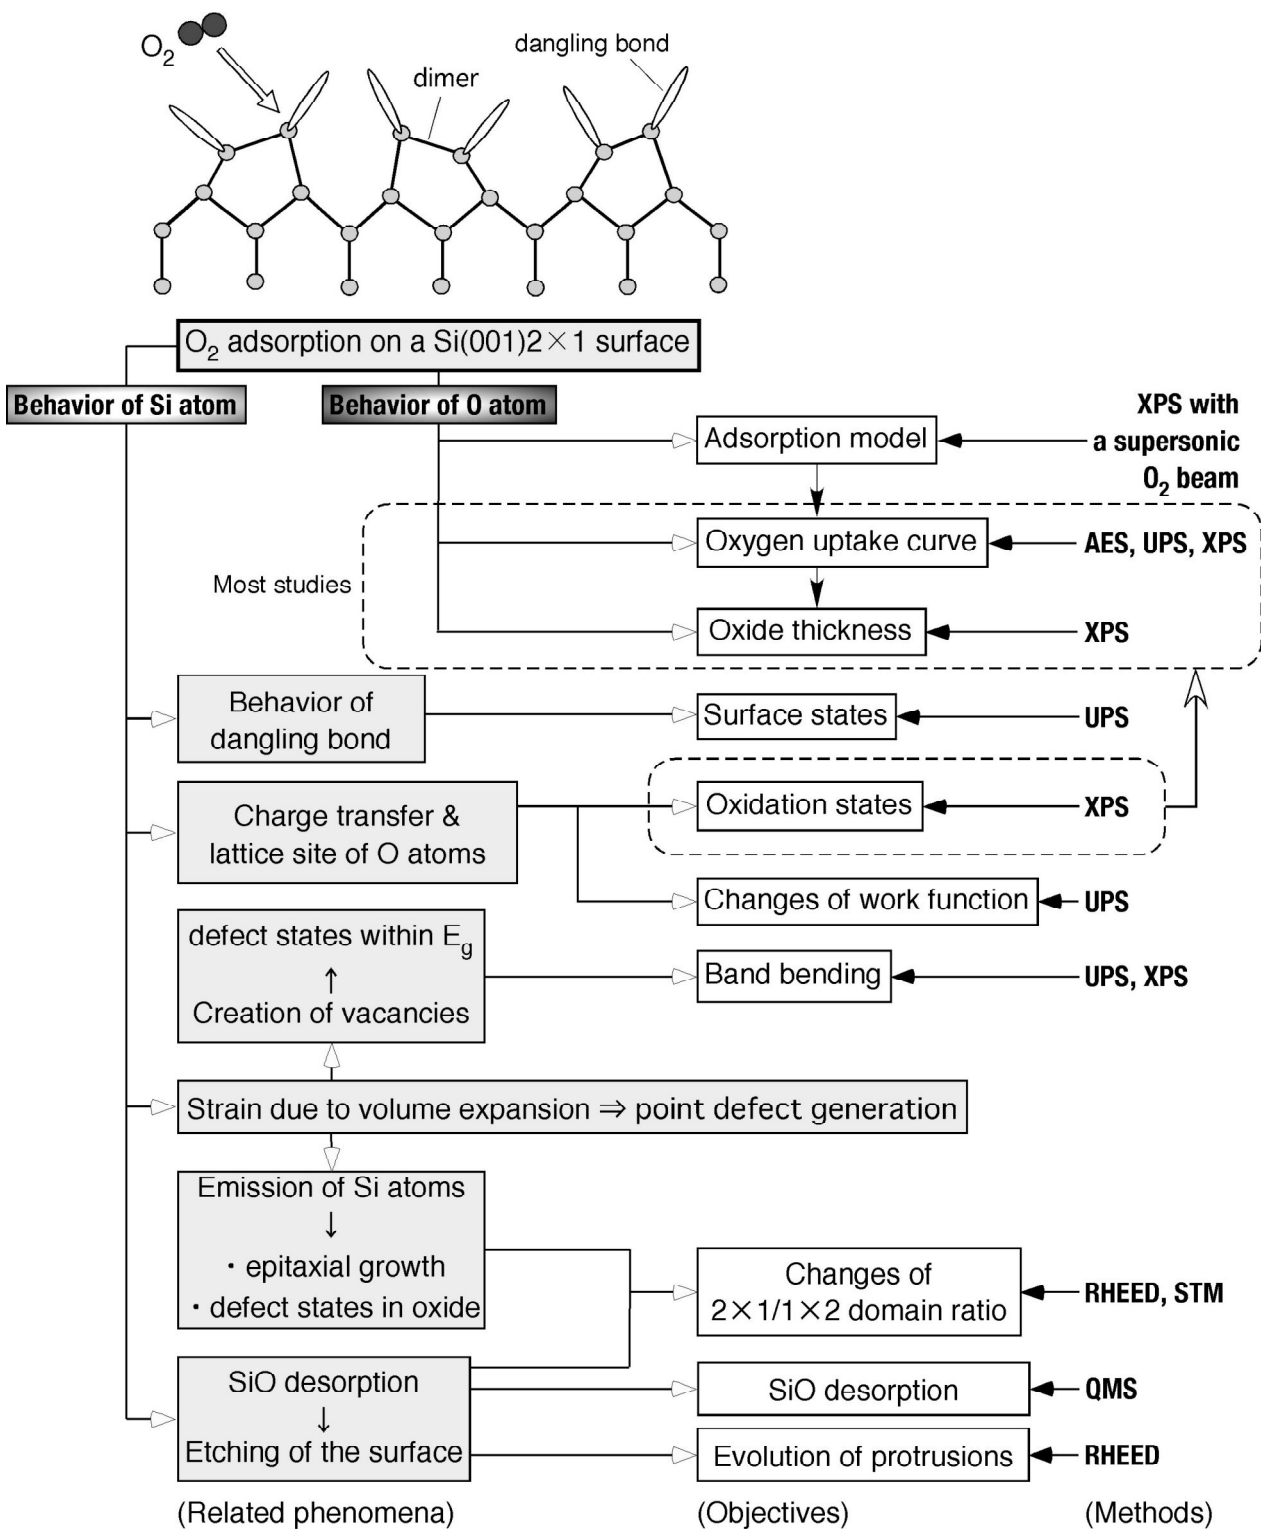 O₂
dangling bond
dimer
O₂ adsorption on a Si(001)2×1 surface
Behavior of Si atom
Behavior of O atom
Adsorption model
XPS with
a supersonic
O₂ beam
Most studies
Oxygen uptake curve
AES, UPS, XPS
Oxide thickness
XPS
Behavior of
dangling bond
Surface states
UPS
Charge transfer &
lattice site of O atoms
Oxidation states
XPS
Changes of work function
UPS
defect states within E_g
↑
Creation of vacancies
Band bending
UPS, XPS
Strain due to volume expansion ⇒ point defect generation
Emission of Si atoms
↓
・epitaxial growth
・defect states in oxide
Changes of
2×1/1×2 domain ratio
RHEED, STM
SiO desorption
↓
Etching of the surface
SiO desorption
QMS
Evolution of protrusions
RHEED
(Related phenomena)
(Objectives)
(Methods)